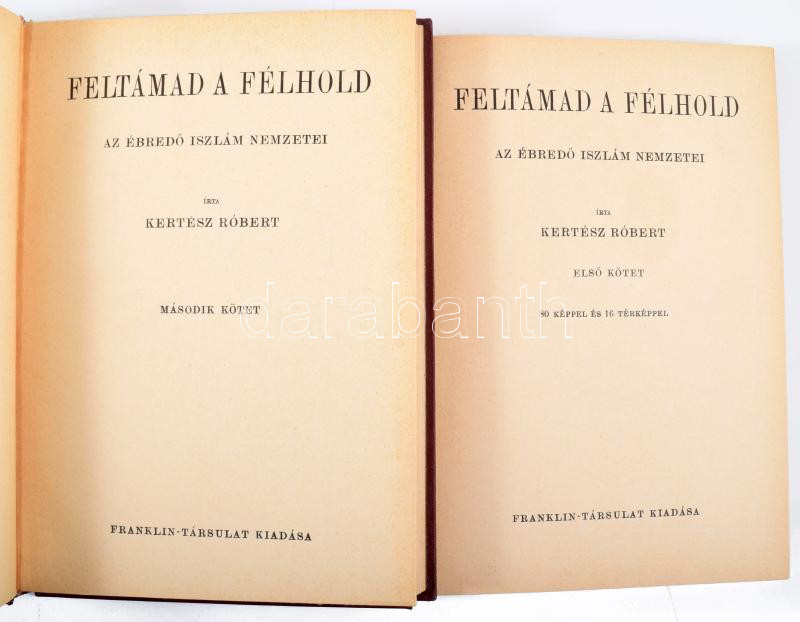 FELTÁMAD A FÉLHOLD
AZ ÉBREDŐ ISZLÁM NEMZETEI
ÍRTA
KERTÉSZ RÓBERT
MÁSODIK KÖTET
FRANKLIN-TÁRSULAT KIADÁSA
FELTÁMAD A FÉLHOLD
AZ ÉBREDŐ ISZLÁM NEMZETEI
ÍRTA
KERTÉSZ RÓBERT
ELSŐ KÖTET
80 KÉPPEL ÉS 16 TÉRKÉPPEL
FRANKLIN-TÁRSULAT KIADÁSA
darabanth